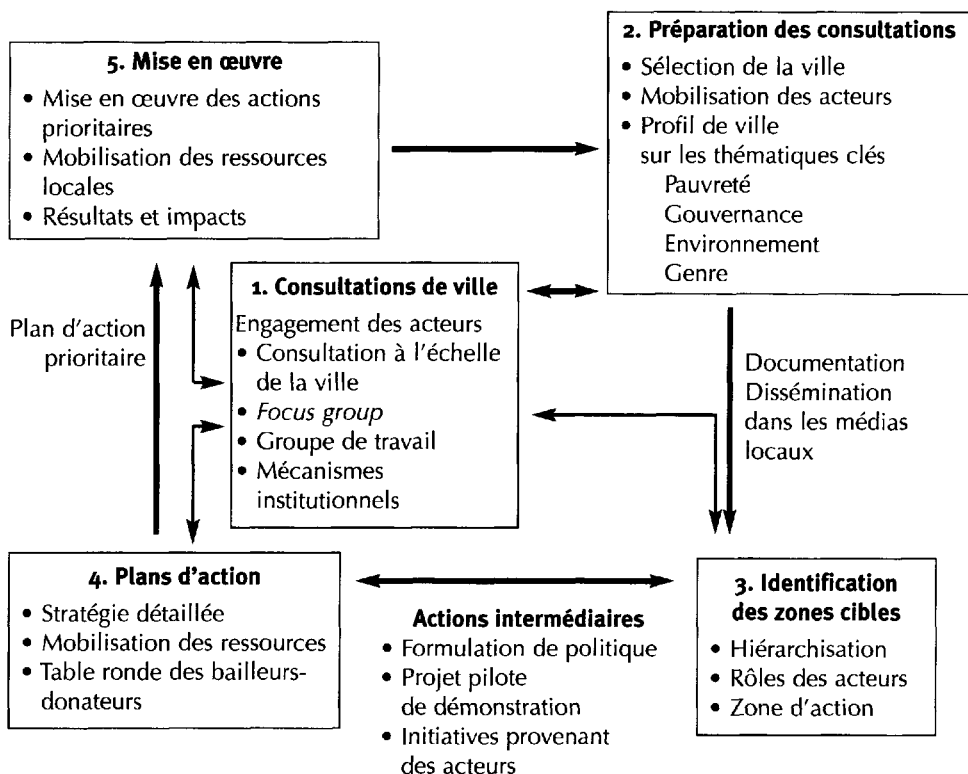 5. Mise en œuvre
• Mise en œuvre des actions
prioritaires
• Mobilisation des ressources
locales
• Résultats et impacts
2. Préparation des consultations
• Sélection de la ville
• Mobilisation des acteurs
• Profil de ville
sur les thématiques clés
Pauvreté
Gouvernance
Environnement
Genre
Plan d'action
prioritaire
1. Consultations de ville
Engagement des acteurs
• Consultation à l'échelle
de la ville
• Focus group
• Groupe de travail
• Mécanismes
institutionnels
Documentation
Dissémination
dans les médias
locaux
4. Plans d'action
• Stratégie détaillée
• Mobilisation des ressources
• Table ronde des bailleurs-
donateurs
Actions intermédiaires
• Formulation de politique
• Projet pilote
de démonstration
• Initiatives provenant
des acteurs
3. Identification
des zones cibles
• Hiérarchisation
• Rôles des acteurs
• Zone d'action